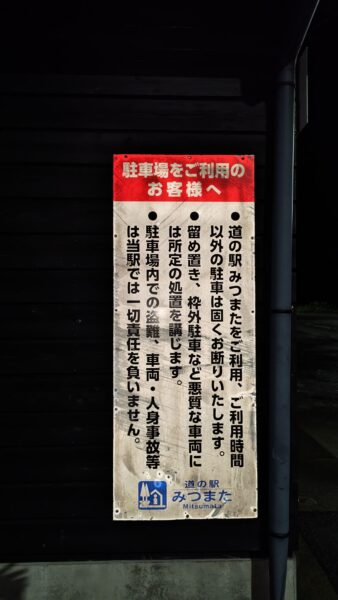 駐車場をご利用の
お客様へ
● 道の駅みつまたをご利用、ご利用時間
以外の駐車は固くお断りいたします。
● 留め置き、枠外駐車など悪質な車両に
は所定の処置を講じます。
● 駐車場内での盗難、車両・人身事故等
は当駅では一切責任を負いません。
道の駅
みつまた
Mitsumata